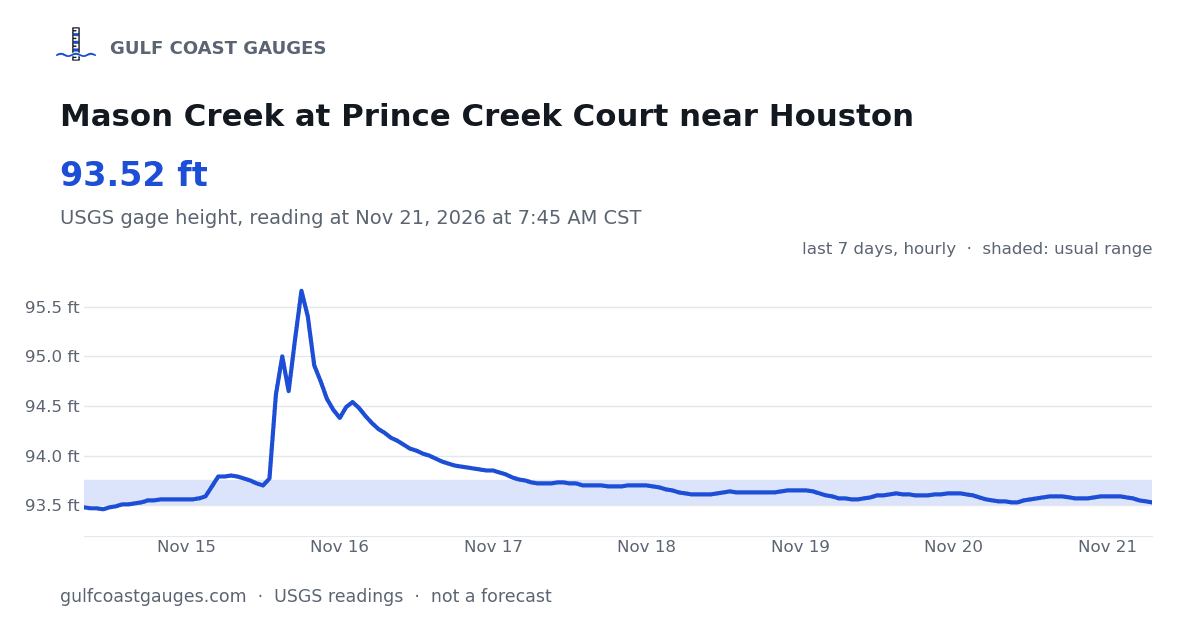 GULF COAST GAUGES
Mason Creek at Prince Creek Court near Houston
93.52 ft
USGS gage height, reading at Nov 21, 2026 at 7:45 AM CST
last 7 days, hourly · shaded: usual range
95.5 ft
95.0 ft
94.5 ft
94.0 ft
93.5 ft
Nov 15 Nov 16 Nov 17 Nov 18 Nov 19 Nov 20 Nov 21
gulfcoastgauges.com · USGS readings · not a forecast